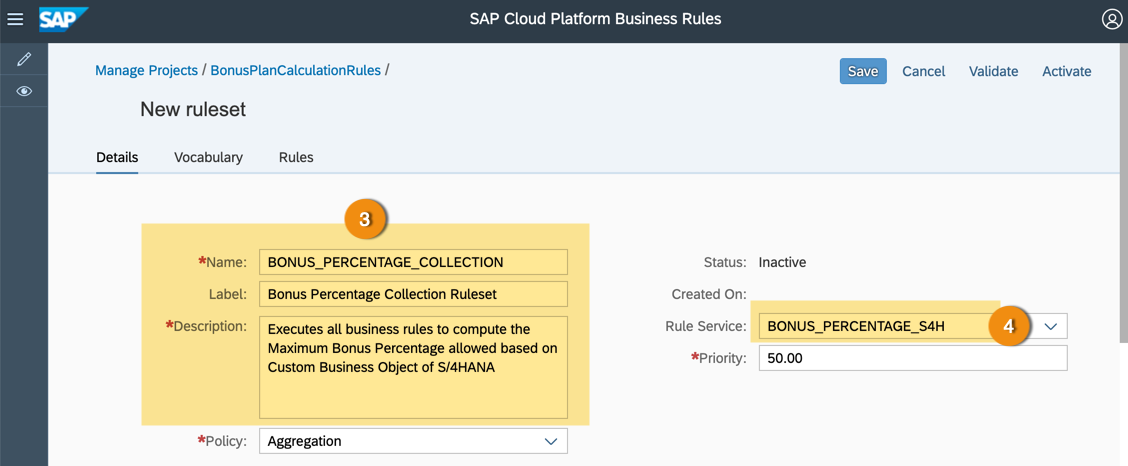 SAP SAP Cloud Platform Business Rules
Manage Projects / BonusPlanCalculationRules /
Save Cancel Validate Activate
New ruleset
Details Vocabulary Rules
3
*Name: BONUS_PERCENTAGE_COLLECTION
Label: Bonus Percentage Collection Ruleset
*Description: Executes all business rules to compute the
Maximum Bonus Percentage allowed based on
Custom Business Object of S/4HANA
*Policy: Aggregation
Status: Inactive
Created On:
Rule Service: BONUS_PERCENTAGE_S4H 4
*Priority: 50.00